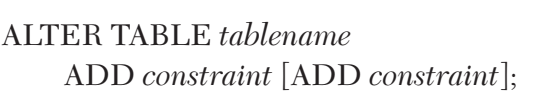 ALTER TABLE tablename
ADD constraint [ADD constraint];